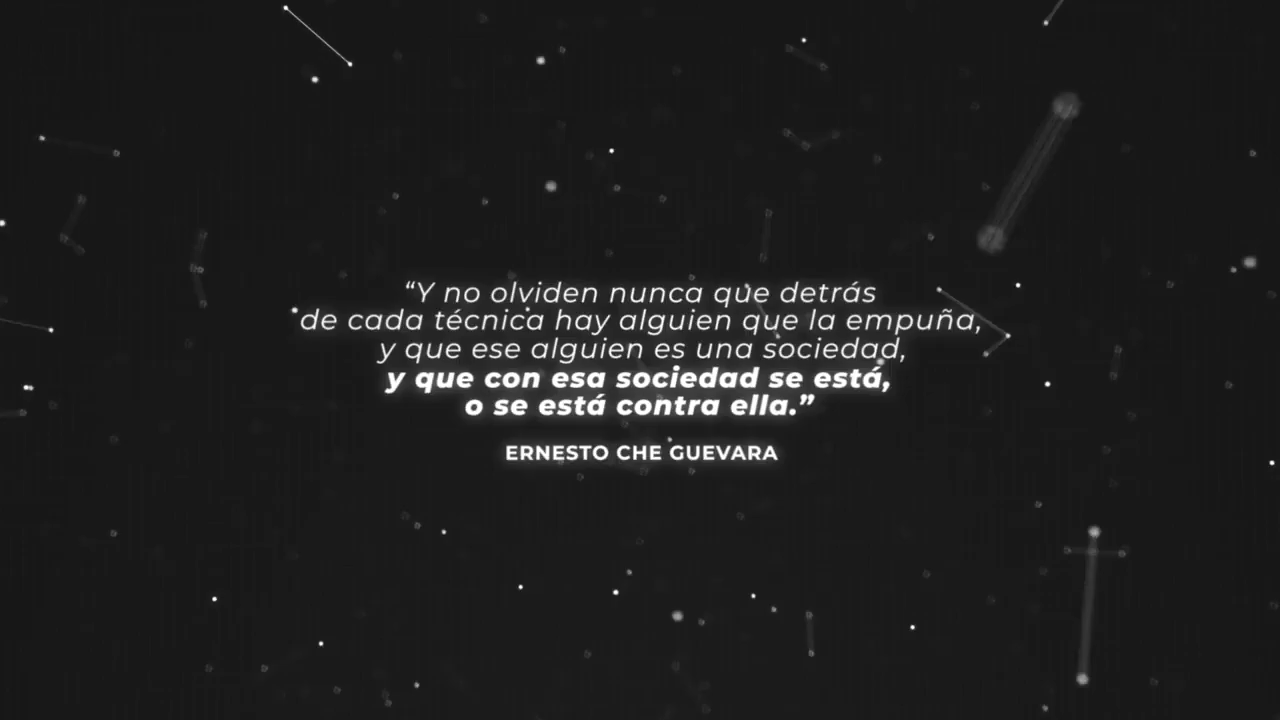 “Y no olviden nunca que detrás
de cada técnica hay alguien que la empuña,
y que ese alguien es una sociedad,
y que con esa sociedad se está,
o se está contra ella.”
ERNESTO CHE GUEVARA